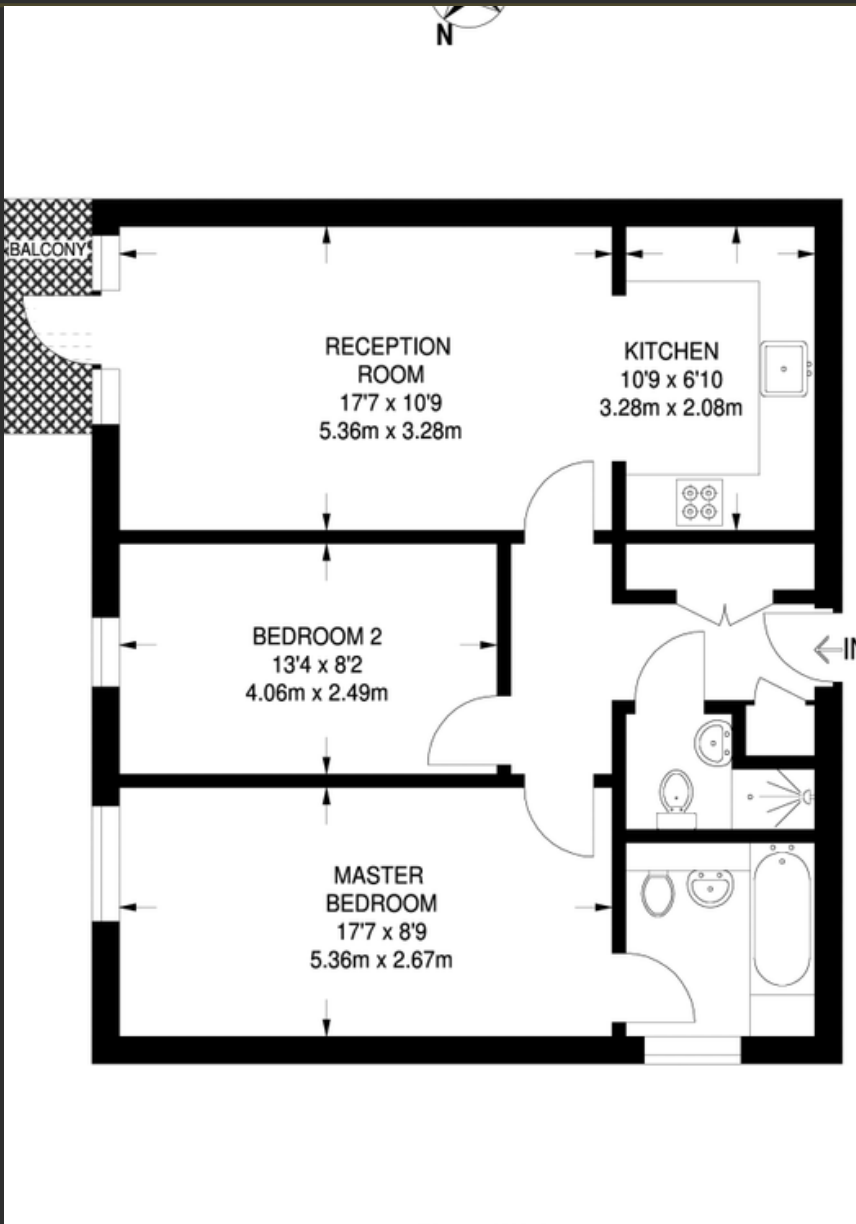 N
BALCONY
RECEPTION
ROOM
17'7 x 10'9
5.36m x 3.28m
KITCHEN
10'9 x 6'10
3.28m x 2.08m
BEDROOM 2
13'4 x 8'2
4.06m x 2.49m
IN
MASTER
BEDROOM
17'7 x 8'9
5.36m x 2.67m